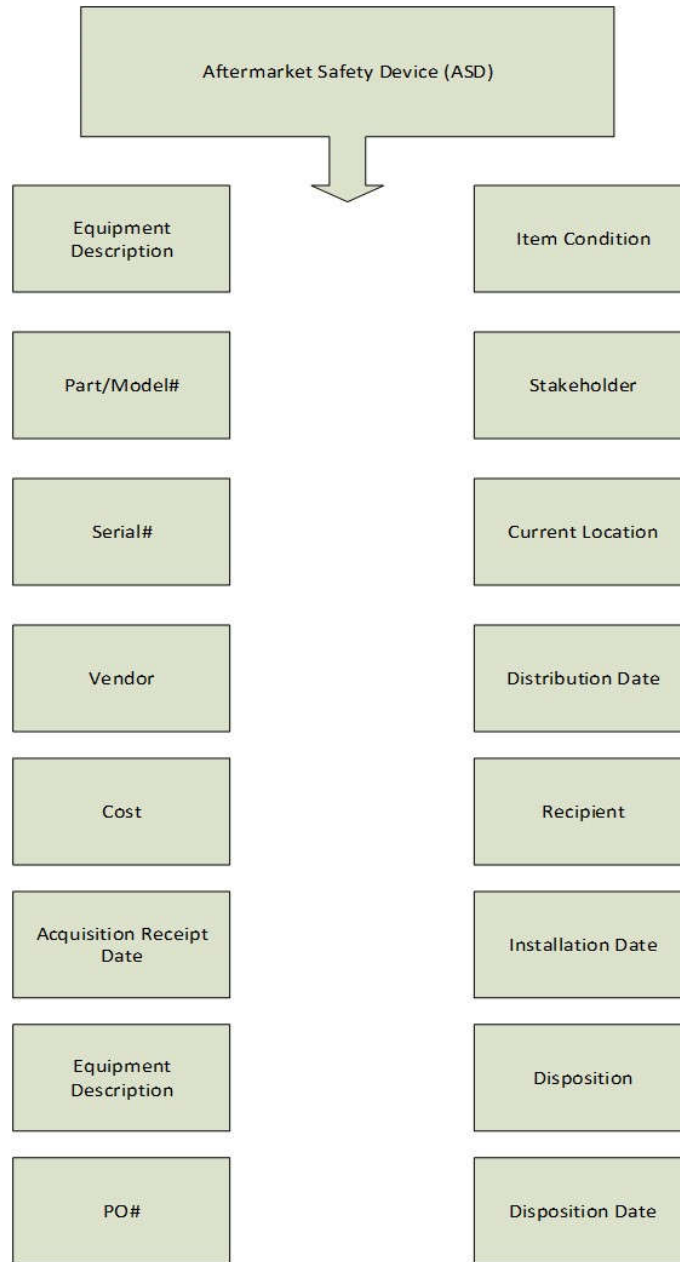 Aftermarket Safety Device (ASD)
Equipment
Description
Item Condition
Part/Model#
Stakeholder
Serial#
Current Location
Vendor
Distribution Date
Cost
Recipient
Acquisition Receipt
Date
Installation Date
Equipment
Description
Disposition
PO#
Disposition Date